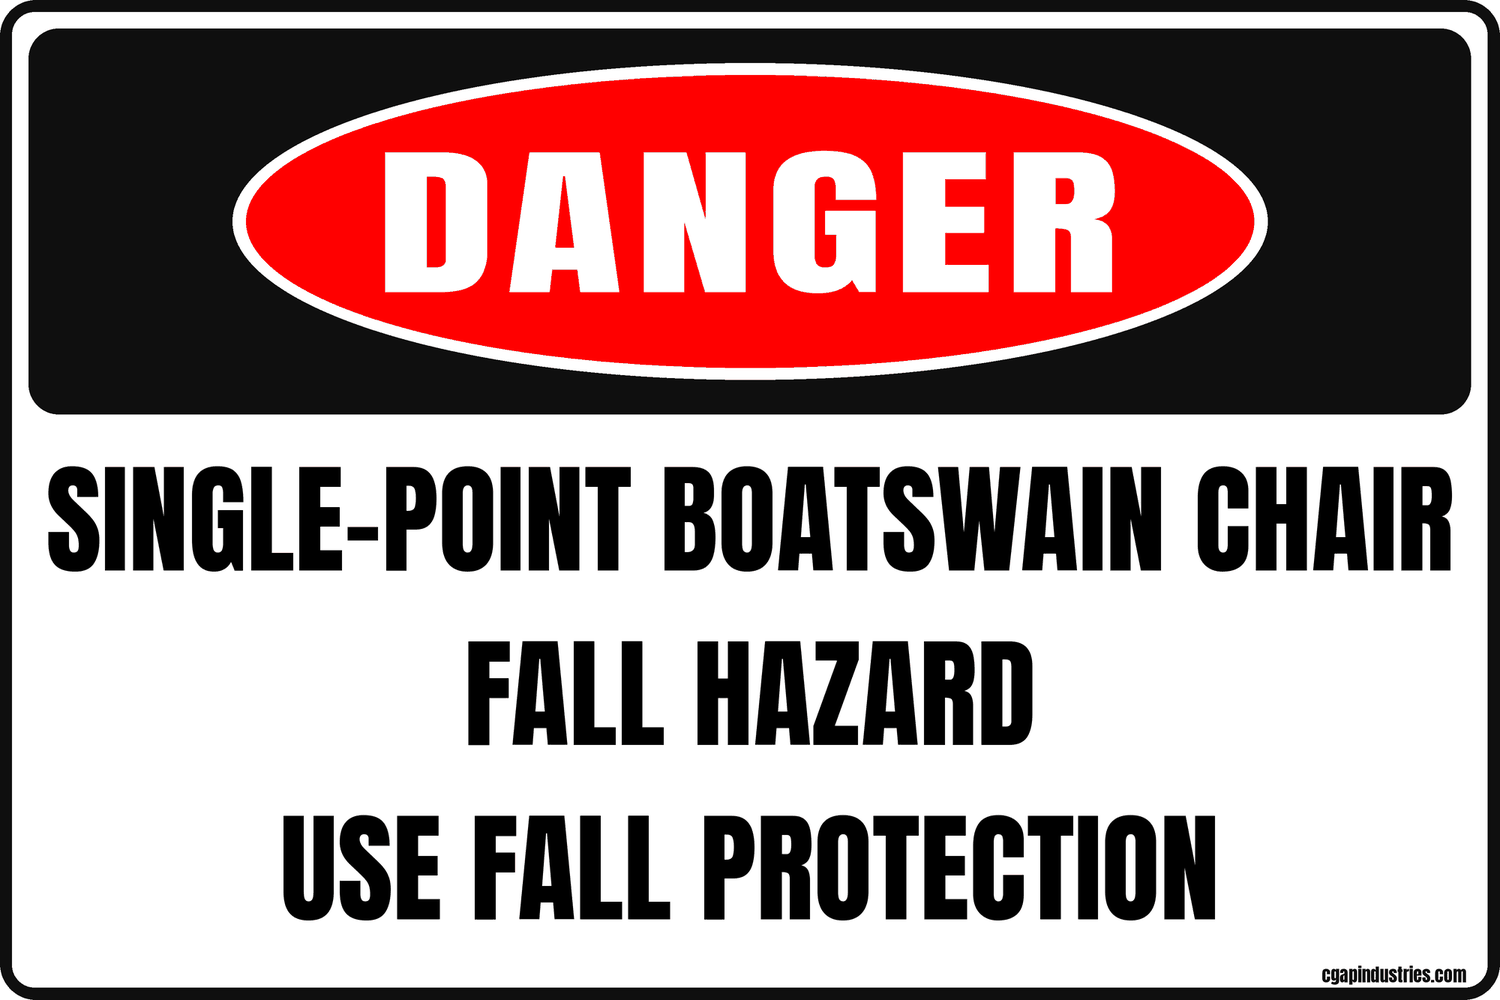 DANGER
SINGLE-POINT BOATSWAIN CHAIR
FALL HAZARD
USE FALL PROTECTION
cgapindustries.com